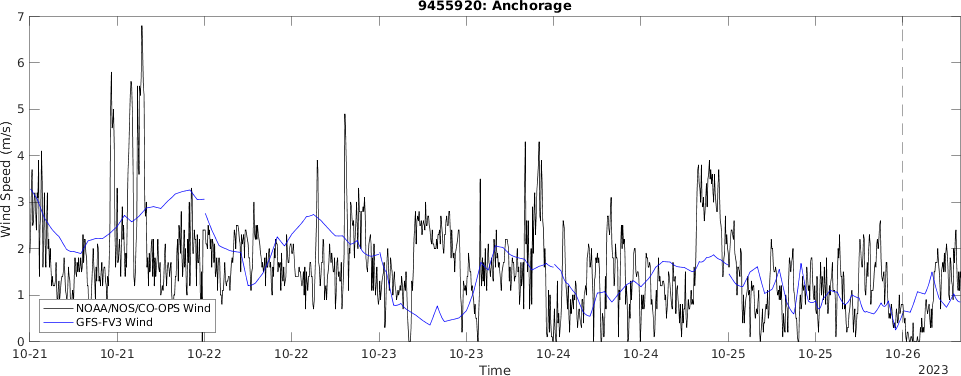 9455920: Anchorage
7
6
5
4
3
2
1
0
Wind Speed (m/s)
NOAA/NOS/CO-OPS Wind
GFS-FV3 Wind
10-21 10-21 10-22 10-22 10-23 10-23 10-24 10-24 10-25 10-25 10-26
Time
2023